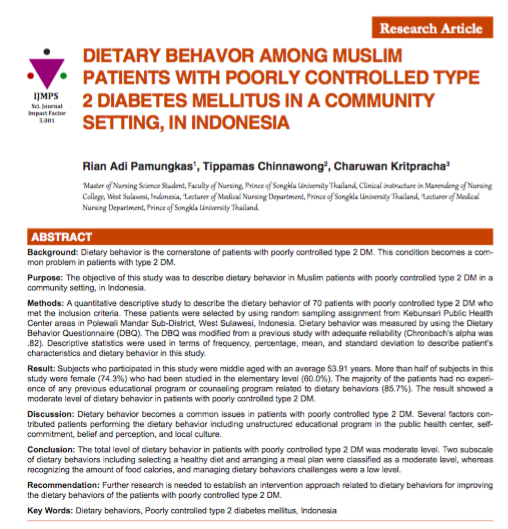 Research Article
IJMPS
Sci. Journal
Impact Factor
5.001
DIETARY BEHAVOR AMONG MUSLIM
PATIENTS WITH POORLY CONTROLLED TYPE
2 DIABETES MELLITUS IN A COMMUNITY
SETTING, IN INDONESIA
Rian Adi Pamungkas¹, Tippamas Chinnawong², Charuwan Kritpracha³
¹Master of Nursing Science Student, Faculty of Nursing, Prince of Songkla University Thailand, Clinical instructure in Marendeng of Nursing
College, West Sulawesi, Indonesia, ²Lecturer of Medical Nursing Department, Prince of Songkla University Thailand, ³Lecturer of Medical
Nursing Department, Prince of Songkla University Thailand.
ABSTRACT
Background: Dietary behavior is the cornerstone of patients with poorly controlled type 2 DM. This condition becomes a com-
mon problem in patients with type 2 DM.
Purpose: The objective of this study was to describe dietary behavior in Muslim patients with poorly controlled type 2 DM in a
community setting, in Indonesia.
Methods: A quantitative descriptive study to describe the dietary behavior of 70 patients with poorly controlled type 2 DM who
met the inclusion criteria. These patients were selected by using random sampling assignment from Kebunsari Public Health
Center areas in Polewali Mandar Sub-District, West Sulawesi, Indonesia. Dietary behavior was measured by using the Dietary
Behavior Questionnaire (DBQ). The DBQ was modified from a previous study with adequate reliability (Chronbach's alpha was
.82). Descriptive statistics were used in terms of frequency, percentage, mean, and standard deviation to describe patient's
characteristics and dietary behavior in this study.
Result: Subjects who participated in this study were middle aged with an average 53.91 years. More than half of subjects in this
study were female (74.3%) who had been studied in the elementary level (60.0%). The majority of the patients had no experi-
ence of any previous educational program or counseling program related to dietary behaviors (85.7%). The result showed a
moderate level of dietary behavior in patients with poorly controlled type 2 DM.
Discussion: Dietary behavior become a common issues in patients with poorly controlled type 2 DM. Several factors con-
tributed patients performing the dietary behavior including unstructured educational program in the public health center, self-
commitment, belief and perception, and local culture.
Conclusion: The total level of dietary behavior in patients with poorly controlled type 2 DM was moderate level. Two subscale
of dietary behaviors including selecting a healthy diet and arranging a meal plan were classified as a moderate level, whereas
recognizing the amount of food calories, and managing dietary behaviors challenges were a low level.
Recommendation: Further research is needed to establish an intervention approach related to dietary behaviors for improving
the dietary behaviors of the patients with poorly controlled type 2 DM.
Key Words: Dietary behaviors, Poorly controlled type 2 diabetes mellitus, Indonesia